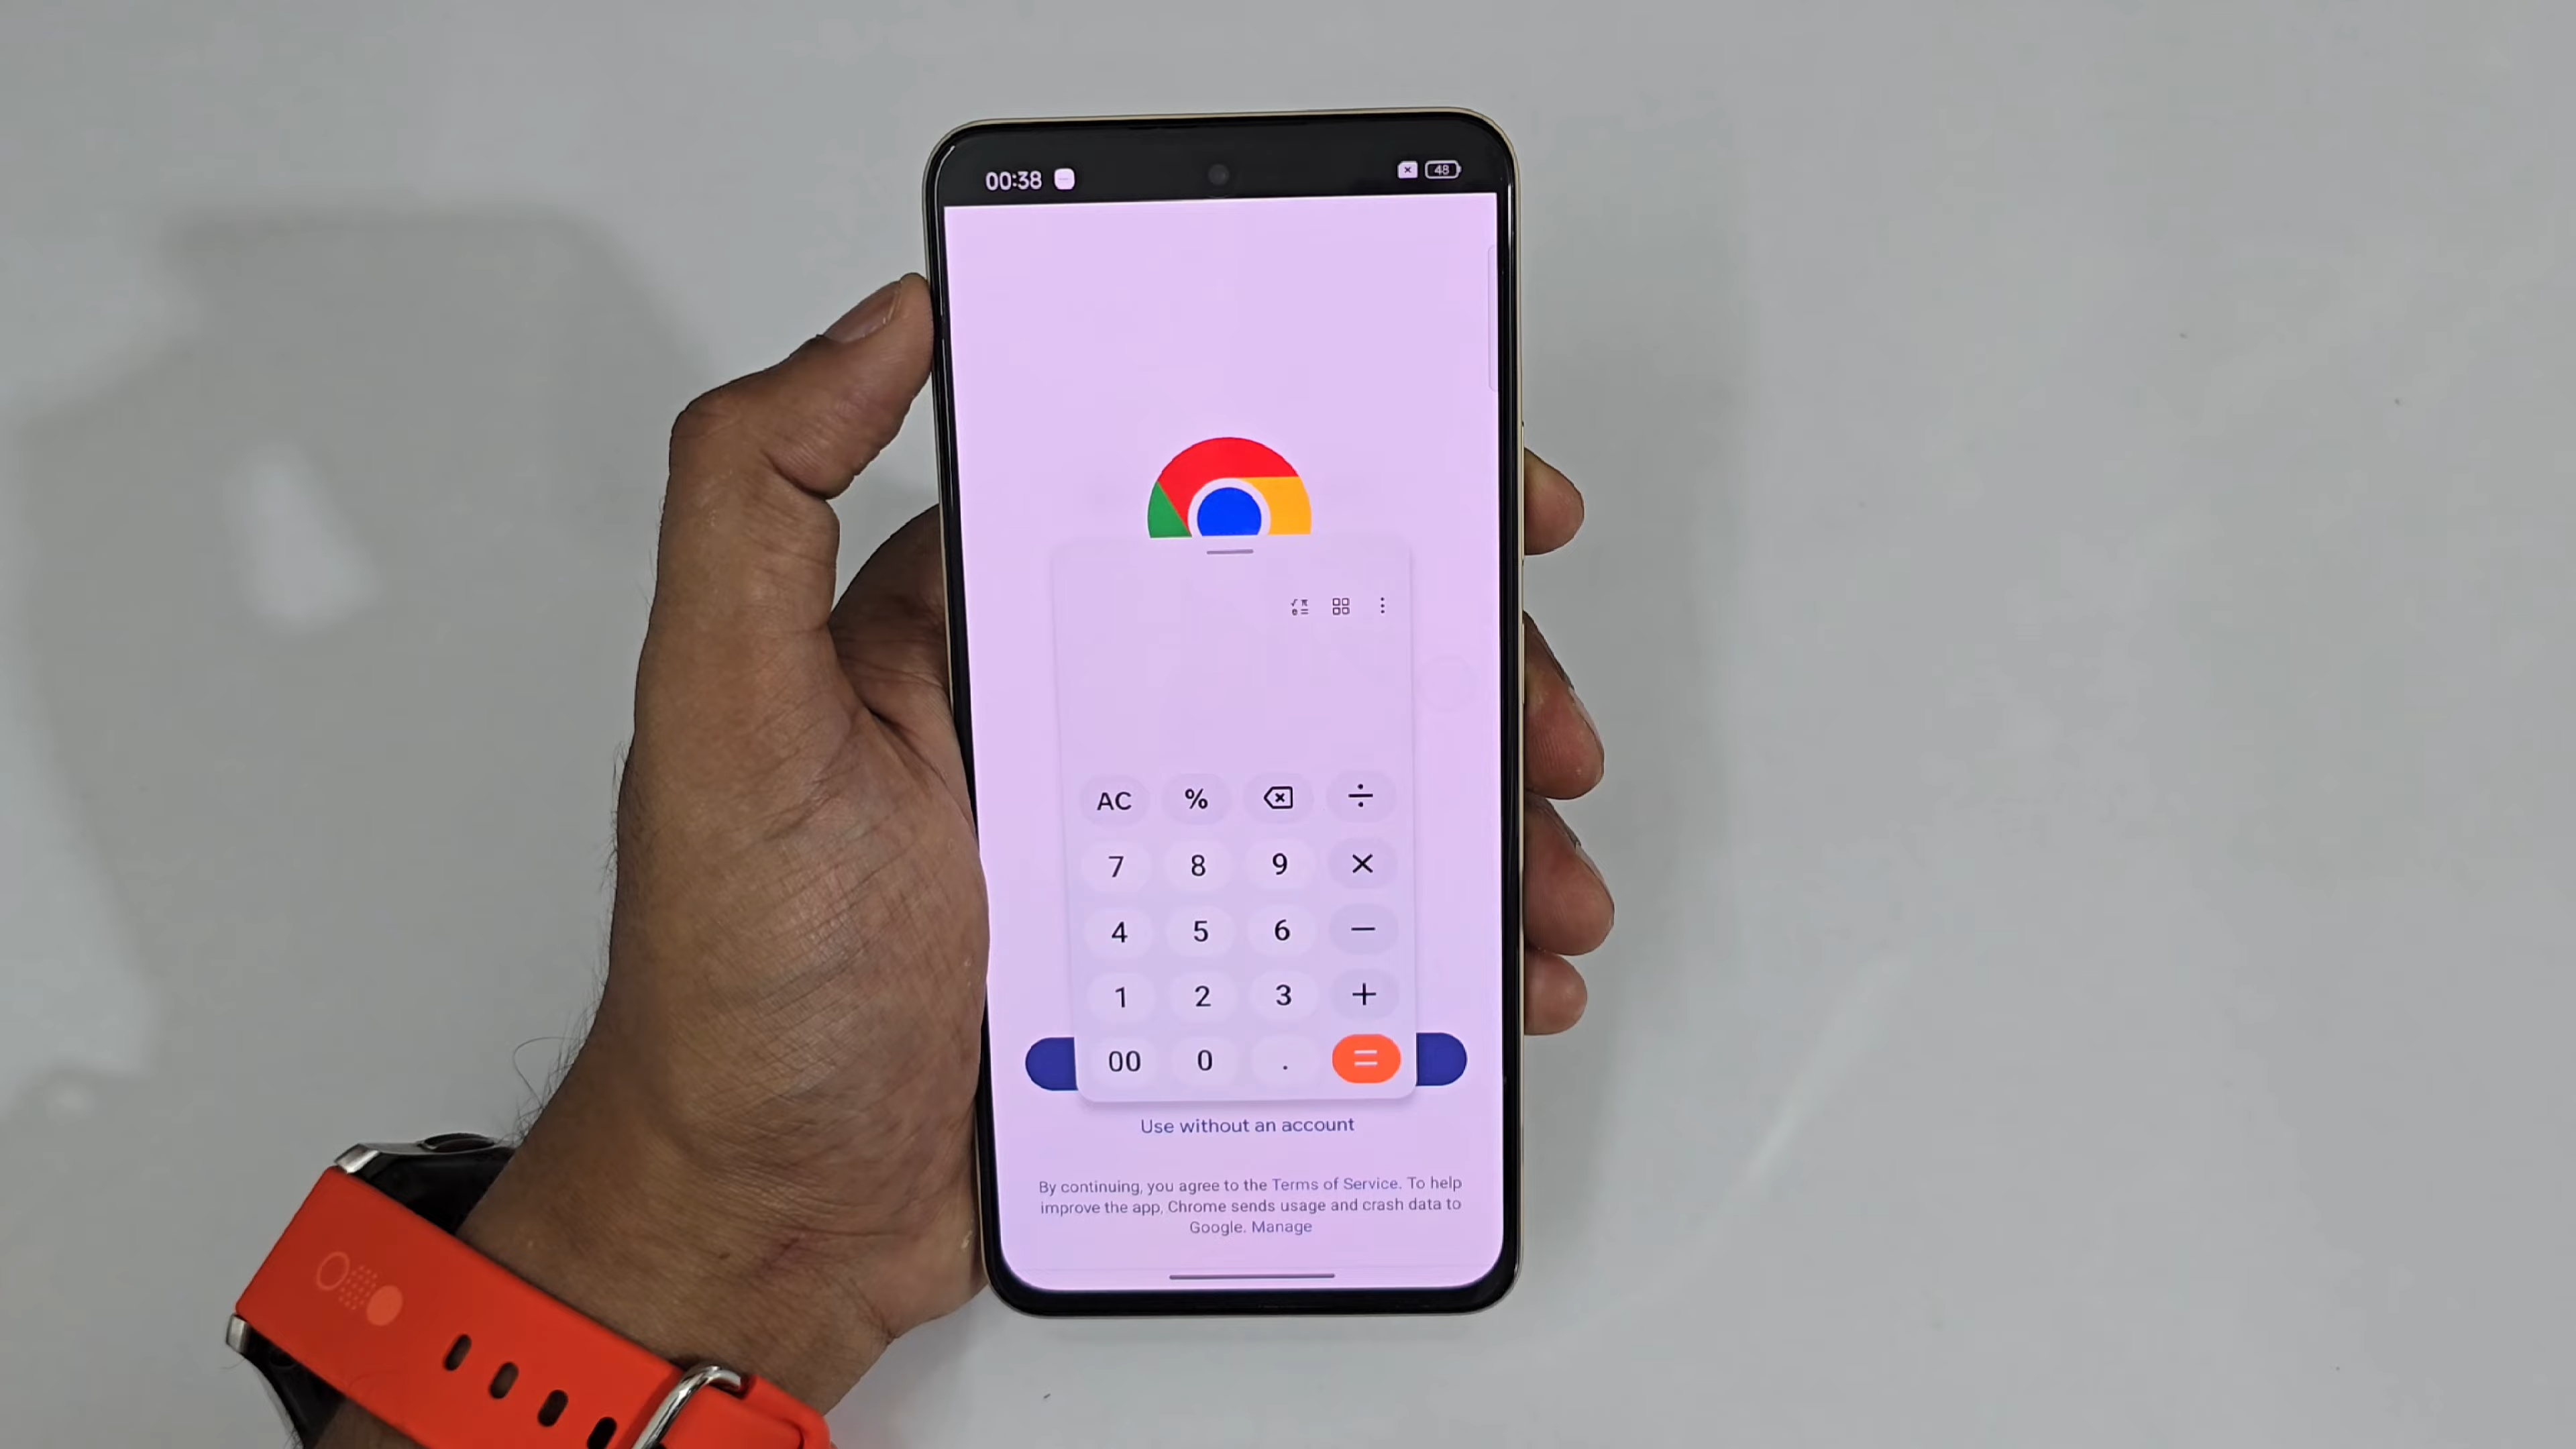 00:38
48
√ π
e =
AC % ÷
7 8 9 ×
4 5 6 −
1 2 3 +
00 0 . =
Use without an account
By continuing, you agree to the Terms of Service. To help
improve the app, Chrome sends usage and crash data to
Google. Manage